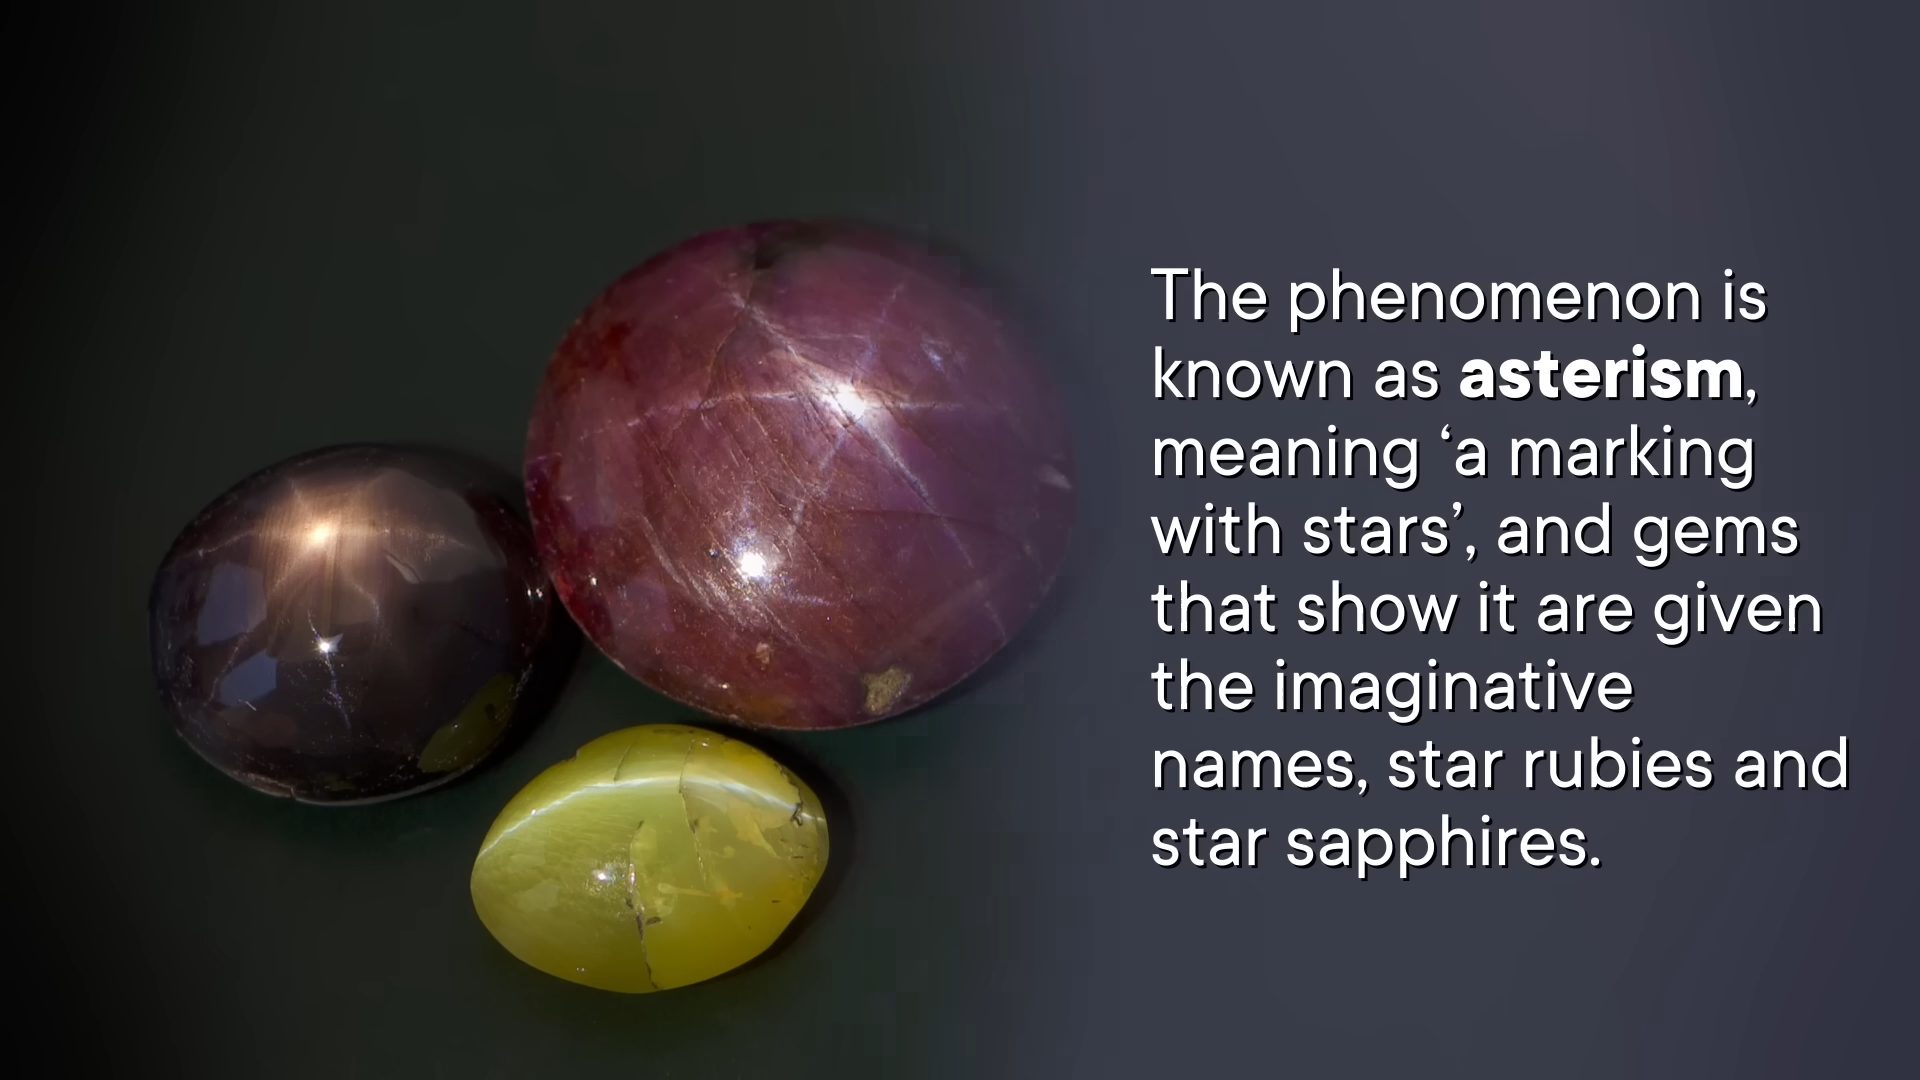 The phenomenon is
known as asterism,
meaning ‘a marking
with stars’, and gems
that show it are given
the imaginative
names, star rubies and
star sapphires.